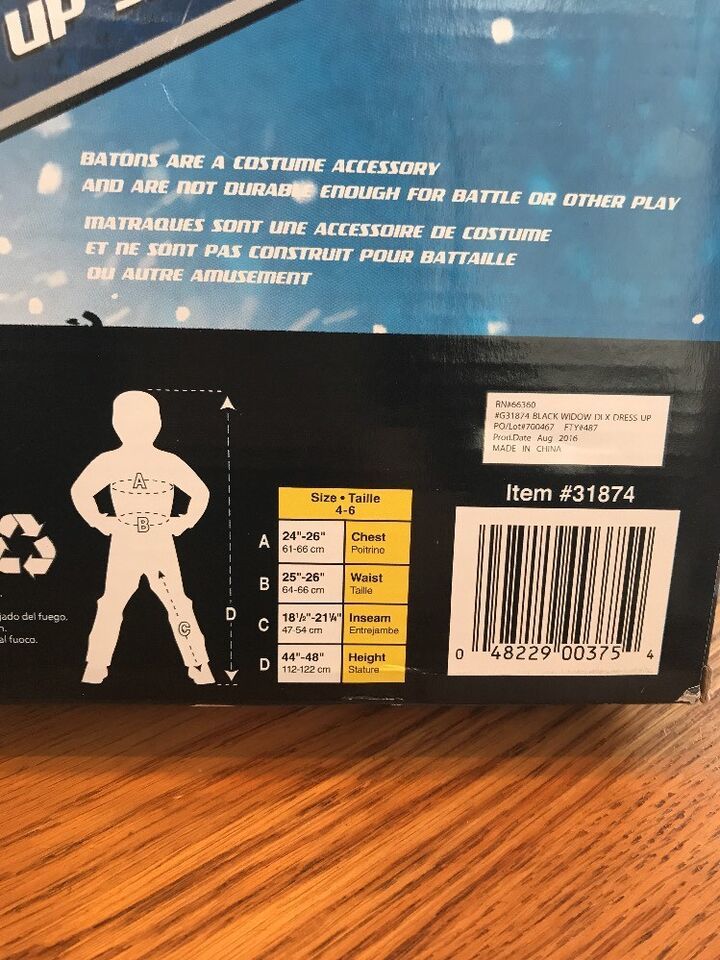 UP
BATONS ARE A COSTUME ACCESSORY
AND ARE NOT DURABLE ENOUGH FOR BATTLE OR OTHER PLAY
MATRAQUES SONT UNE ACCESSOIRE DE COSTUME
ET NE SONT PAS CONSTRUIT POUR BATTAILLE
OU AUTRE AMUSEMENT
RN#66360
#G31874 BLACK WIDOW DLX DRESS UP
PO/Lot#700467 FTY#487
Prod.Date Aug 2016
MADE IN CHINA
Item #31874
0 48229 00375 4
Size • Taille
4-6
A 24"-26" Chest
61-66 cm Poitrine
B 25"-26" Waist
64-66 cm Taille
C 18½"-21¼" Inseam
47-54 cm Entrejambe
D 44"-48" Height
112-122 cm Stature
A
B
C
D
jado del fuego.
n.
al fuoco.